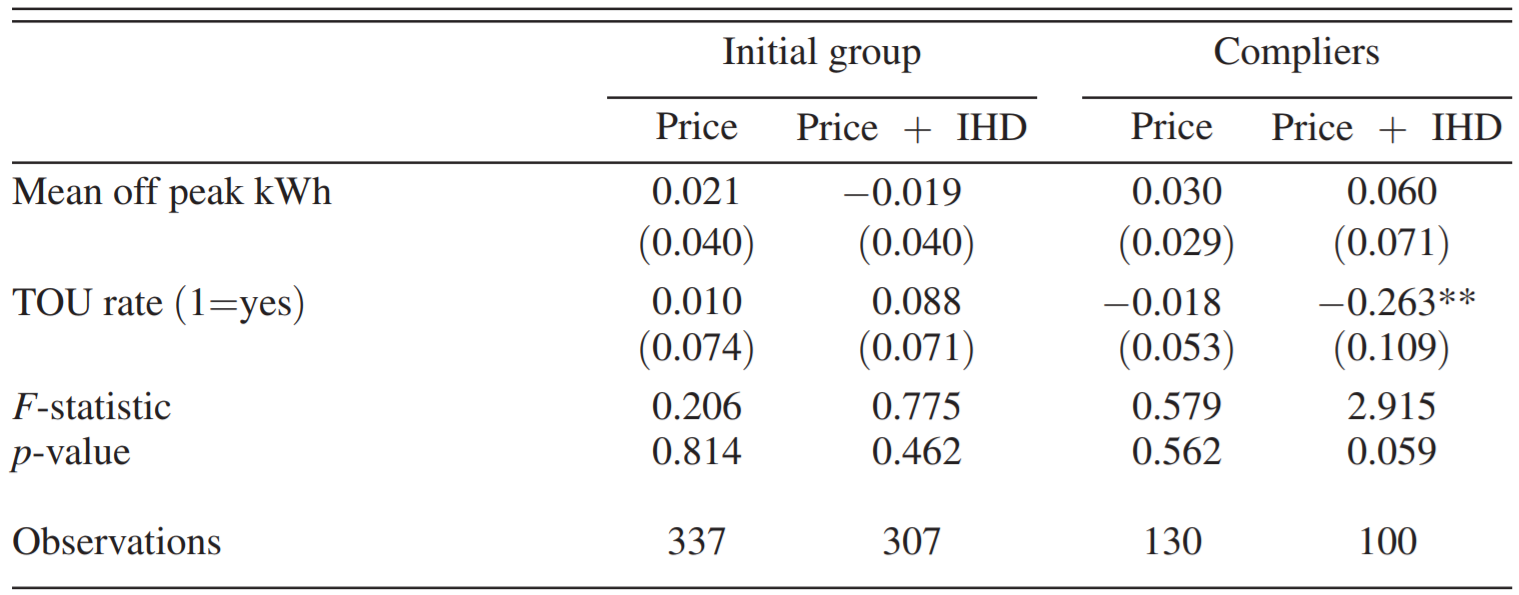 Initial group Compliers
Price Price + IHD Price Price + IHD
Mean off peak kWh 0.021 −0.019 0.030 0.060
(0.040) (0.040) (0.029) (0.071)
TOU rate (1=yes) 0.010 0.088 −0.018 −0.263**
(0.074) (0.071) (0.053) (0.109)
F-statistic 0.206 0.775 0.579 2.915
p-value 0.814 0.462 0.562 0.059
Observations 337 307 130 100